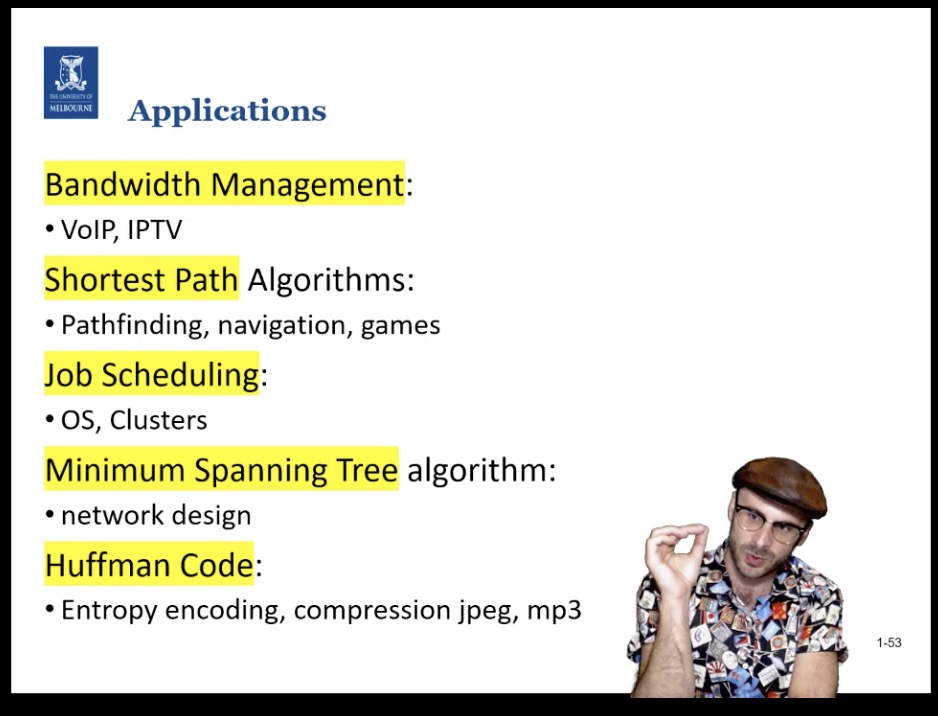 THE UNIVERSITY OF
MELBOURNE
Applications
Bandwidth Management:
• VoIP, IPTV
Shortest Path Algorithms:
• Pathfinding, navigation, games
Job Scheduling:
• OS, Clusters
Minimum Spanning Tree algorithm:
• network design
Huffman Code:
• Entropy encoding, compression jpeg, mp3
1-53